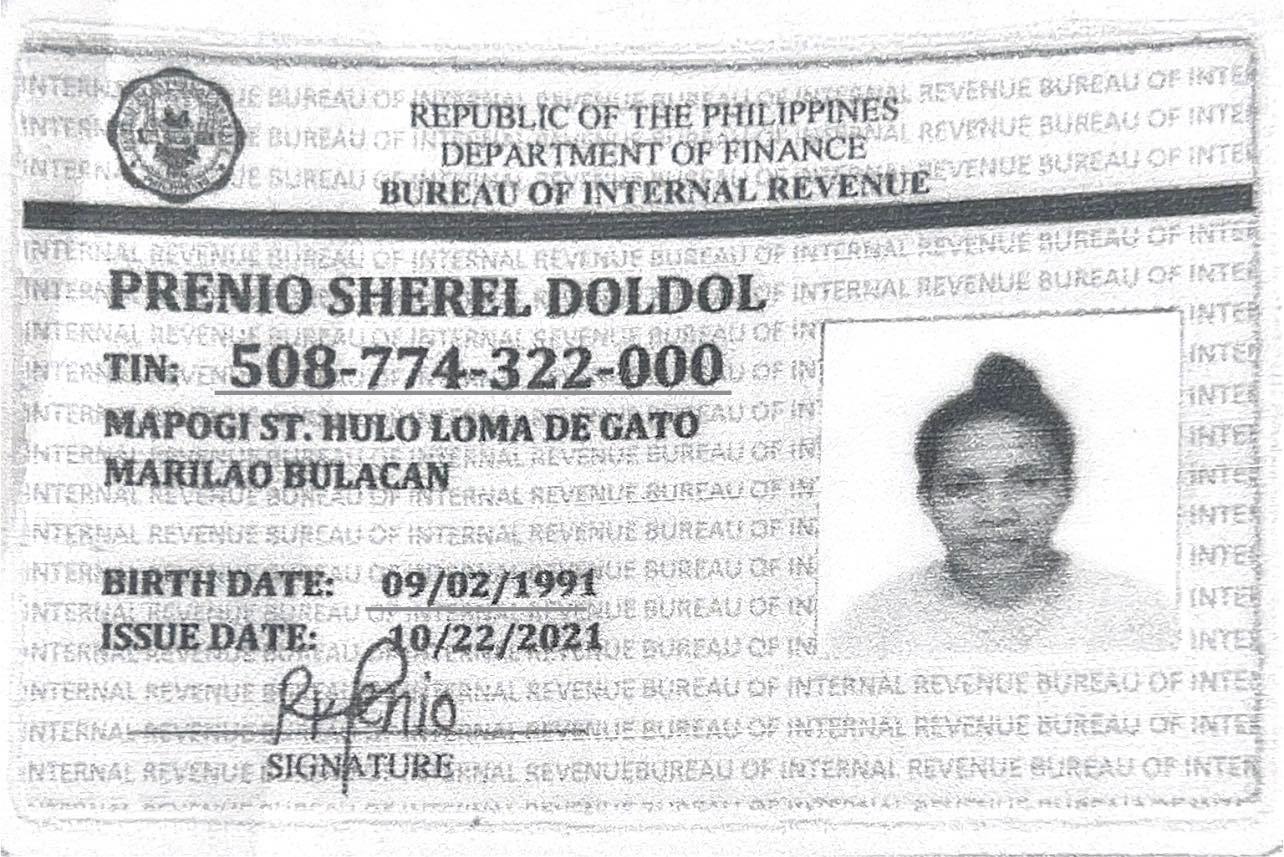 REPUBLIC OF THE PHILIPPINES
DEPARTMENT OF FINANCE
BUREAU OF INTERNAL REVENUE
PRENIO SHEREL DOLDOL
TIN: 508-774-322-000
MAPOGI ST. HULO LOMA DE GATO
MARILAO BULACAN
BIRTH DATE: 09/02/1991
ISSUE DATE: 10/22/2021
SIGNATURE